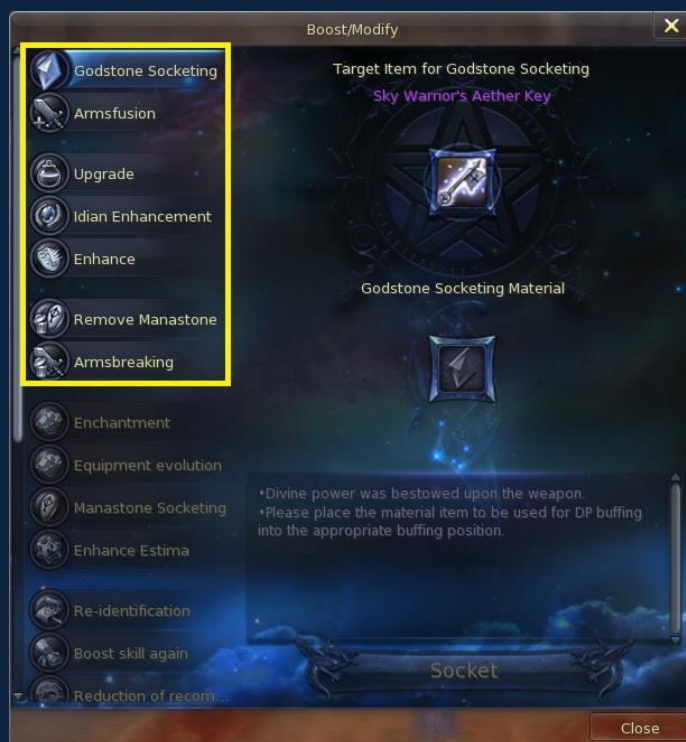 Boost/Modify
Godstone Socketing
Armsfusion
Upgrade
Idian Enhancement
Enhance
Remove Manastone
Armsbreaking
Enchantment
Equipment evolution
Manastone Socketing
Enhance Estima
Re-identification
Boost skill again
Reduction of recom...
Target Item for Godstone Socketing
Sky Warrior's Aether Key
Godstone Socketing Material
•Divine power was bestowed upon the weapon.
•Please place the material item to be used for DP buffing
into the appropriate buffing position.
Socket
Close